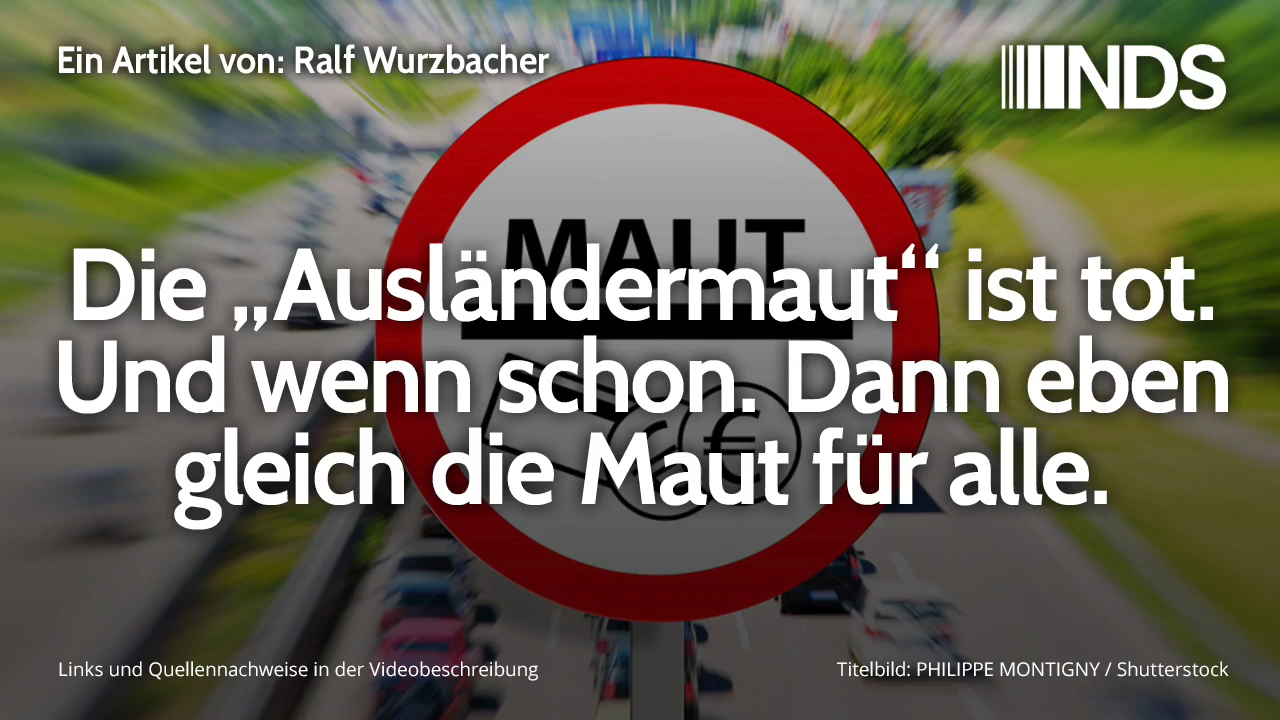 Ein Artikel von: Ralf Wurzbacher
NDS
MAUT
Die „Ausländermaut“ ist tot.
Und wenn schon. Dann eben
gleich die Maut für alle.
€
Links und Quellennachweise in der Videobeschreibung
Titelbild: PHILIPPE MONTIGNY / Shutterstock